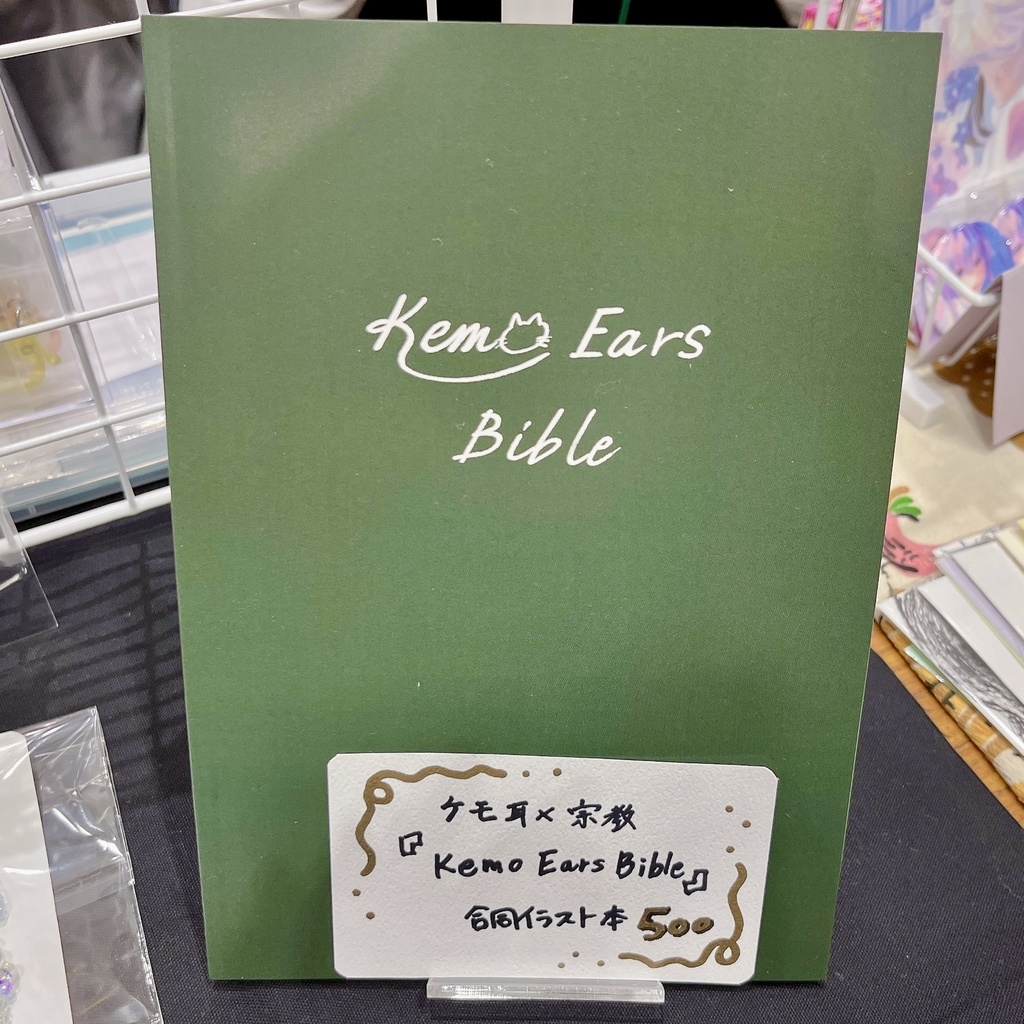 Kemo Ears
Bible
ケモ耳×宗教
『Kemo Ears Bible』
合同イラスト本 500